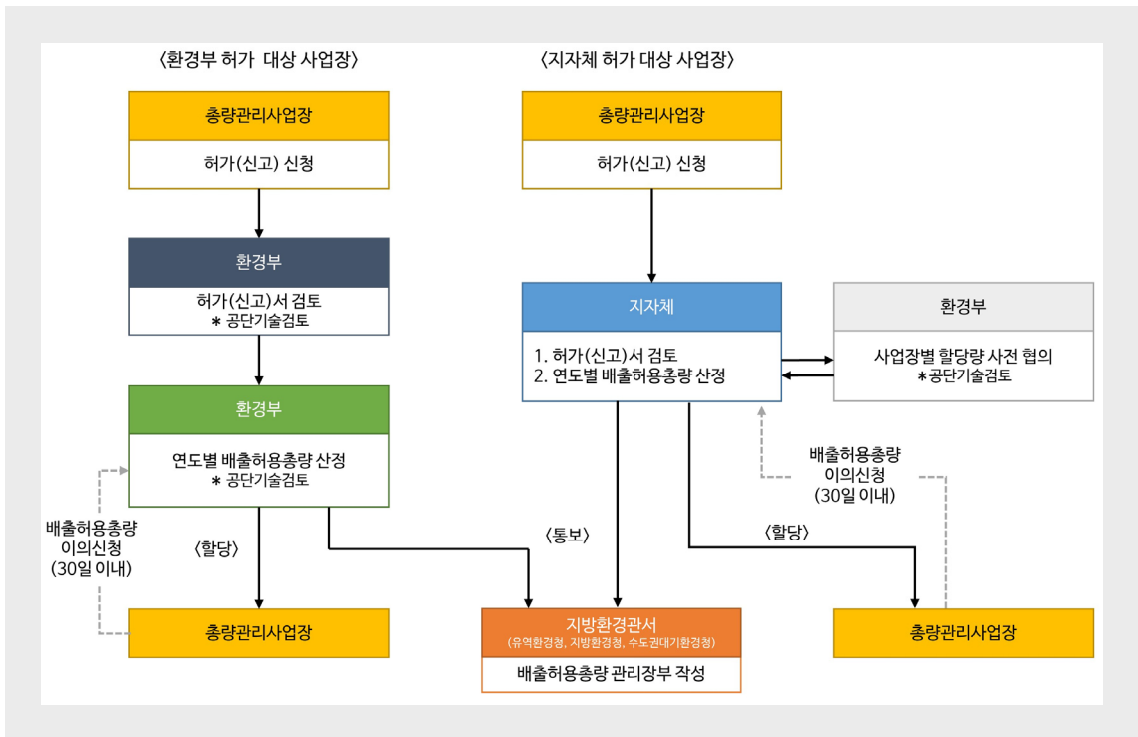 〈환경부 허가 대상 사업장〉
총량관리사업장
허가(신고) 신청
환경부
허가(신고)서 검토
* 공단기술검토
환경부
연도별 배출허용총량 산정
* 공단기술검토
배출허용총량
이의신청
(30일 이내)
〈할당〉
총량관리사업장
〈지자체 허가 대상 사업장〉
총량관리사업장
허가(신고) 신청
지자체
1. 허가(신고)서 검토
2. 연도별 배출허용총량 산정
환경부
사업장별 할당량 사전 협의
*공단기술검토
배출허용총량
이의신청
(30일 이내)
〈통보〉
〈할당〉
지방환경관서
(유역환경청, 지방환경청, 수도권대기환경청)
배출허용총량 관리장부 작성
총량관리사업장